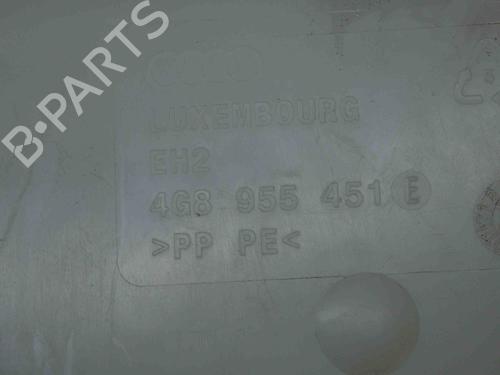 B-PARTS
LUXEMBOURG
EH2
4G8 955 451 E
>PP PE<